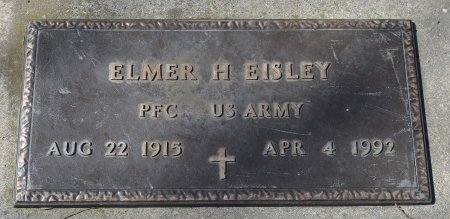 ELMER H EISLEY
PFC US ARMY
AUG 22 1915 APR 4 1992